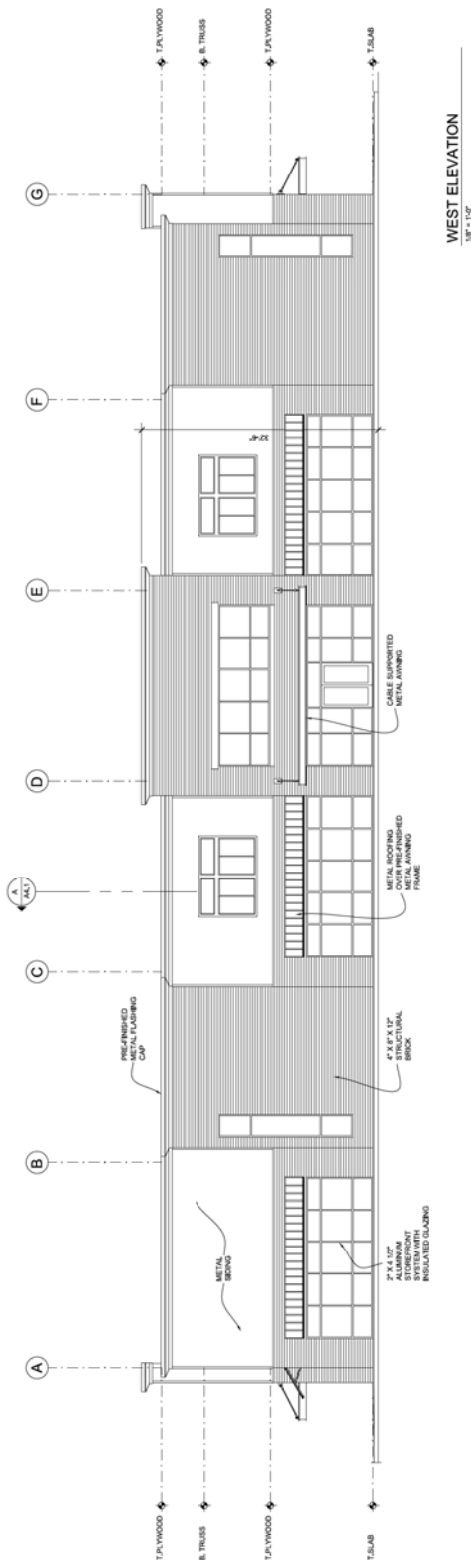 A
B
C
D
E
F
G
A
A4.1
T.PLYWOOD
B. TRUSS
T.PLYWOOD
T.SLAB
T.PLYWOOD
B. TRUSS
T.PLYWOOD
T.SLAB
PRE-FINISHED
METAL FLASHING
CAP
METAL
SIDING
32'-6"
2" X 4 1/2"
ALUMINUM
STOREFRONT
SYSTEM WITH
INSULATED GLAZING
4" X 8" X 12"
STRUCTURAL
BRICK
METAL ROOFING
OVER PRE-FINISHED
METAL AWNING
FRAME
CABLE SUPPORTED
METAL AWNING
WEST ELEVATION
1/8" = 1'-0"